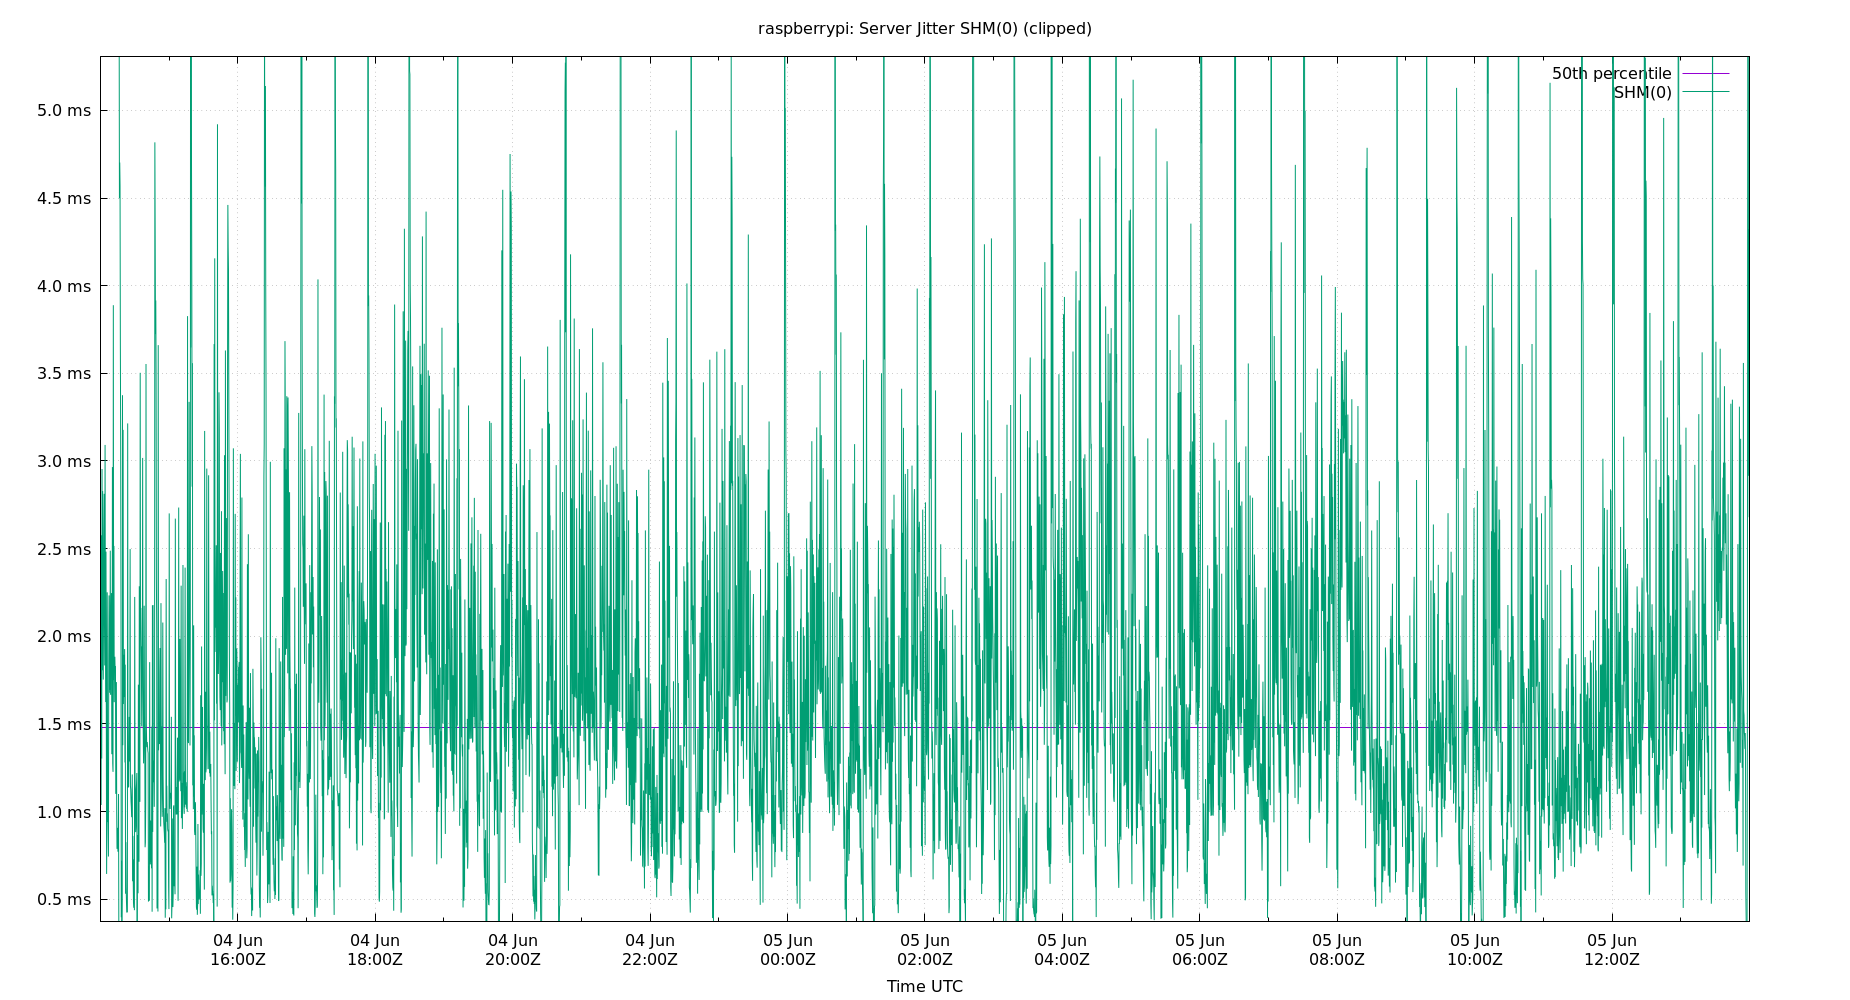 raspberrypi: Server Jitter SHM(0) (clipped)
50th percentile
SHM(0)
5.0 ms
4.5 ms
4.0 ms
3.5 ms
3.0 ms
2.5 ms
2.0 ms
1.5 ms
1.0 ms
0.5 ms
04 Jun 04 Jun 04 Jun 04 Jun 05 Jun 05 Jun 05 Jun 05 Jun 05 Jun 05 Jun 05 Jun
16:00Z 18:00Z 20:00Z 22:00Z 00:00Z 02:00Z 04:00Z 06:00Z 08:00Z 10:00Z 12:00Z
Time UTC